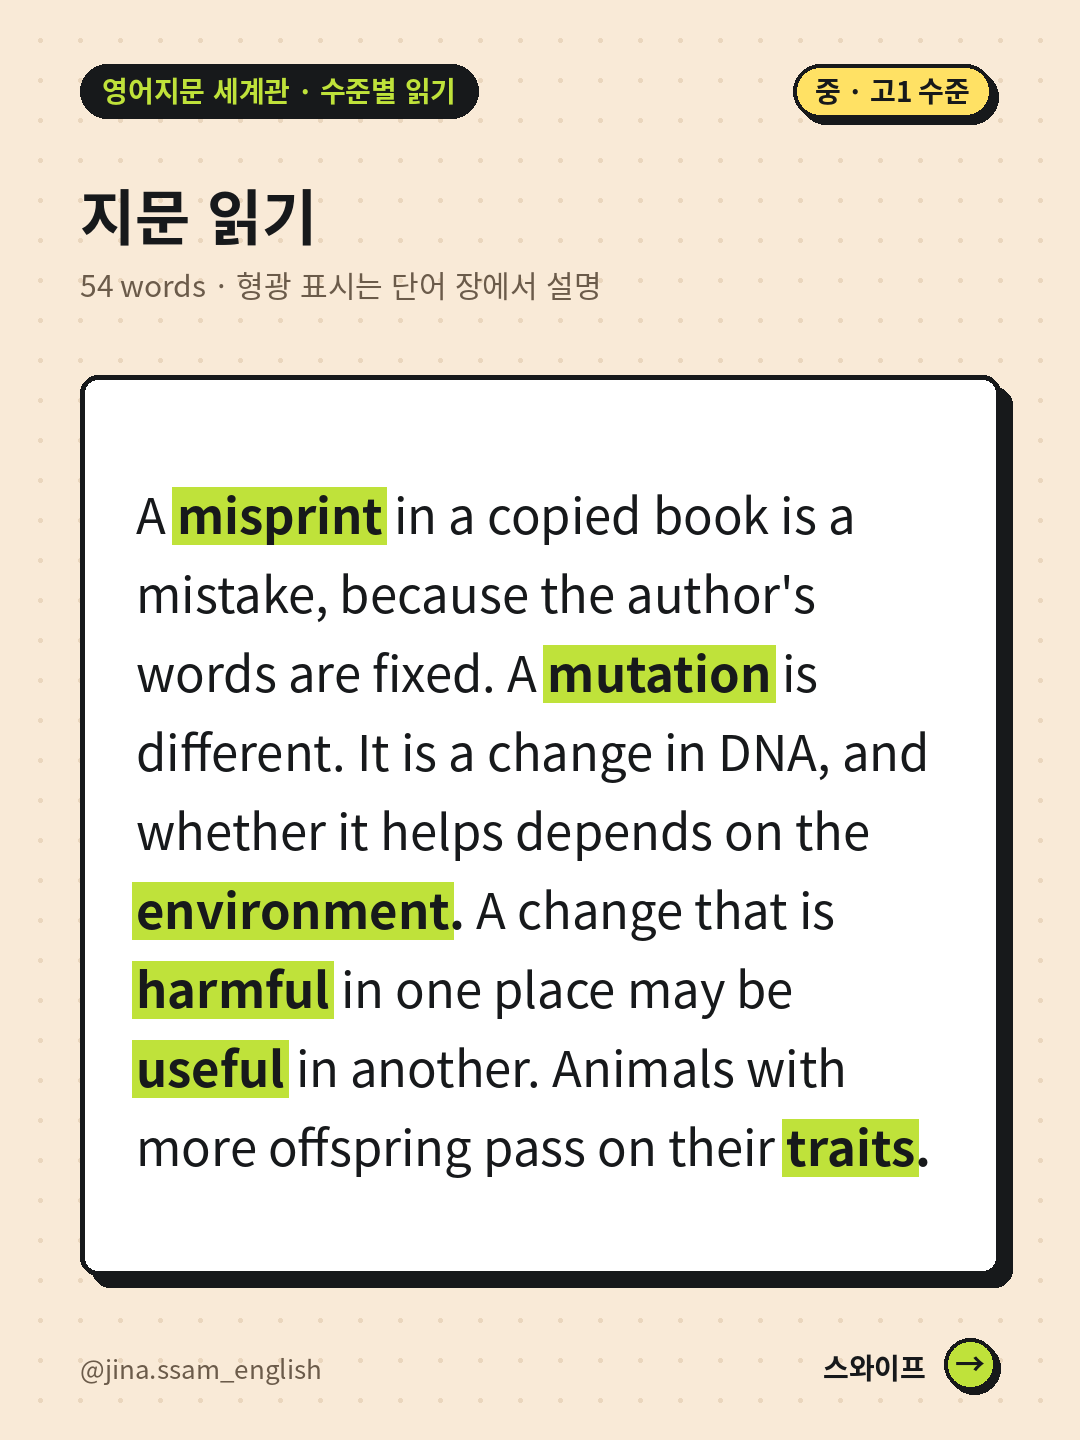 영어지문 세계관 · 수준별 읽기
중 · 고1 수준
지문 읽기
54 words · 형광 표시는 단어 장에서 설명
A misprint in a copied book is a
mistake, because the author's
words are fixed. A mutation is
different. It is a change in DNA, and
whether it helps depends on the
environment. A change that is
harmful in one place may be
useful in another. Animals with
more offspring pass on their traits.
@jina.ssam_english
스와이프 →